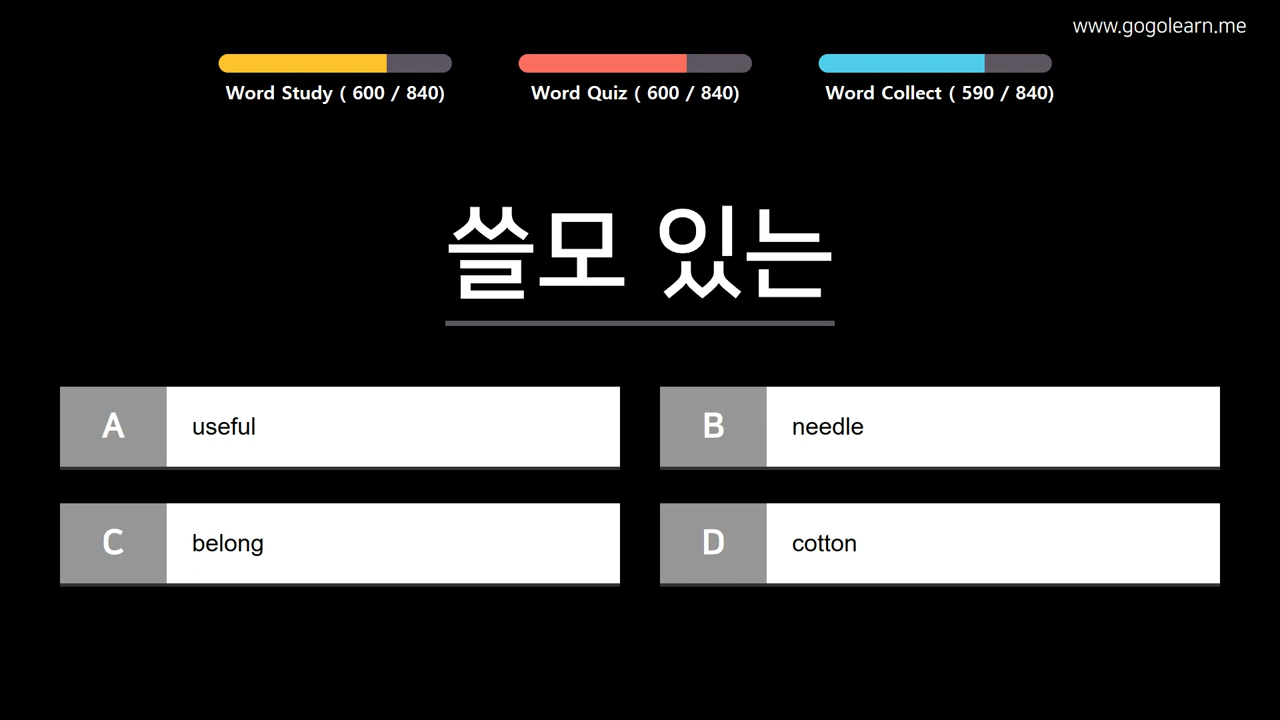 www.gogolearn.me
Word Study ( 600 / 840)
Word Quiz ( 600 / 840)
Word Collect ( 590 / 840)
쓸모 있는
A useful
B needle
C belong
D cotton